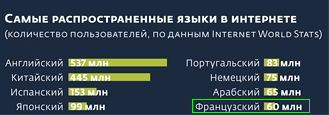 Самые распространенные языки в интернете
(количество пользователей, по данным Internet World Stats)
Английский 537 млн
Китайский 445 млн
Испанский 153 млн
Японский 99 млн
Португальский 83 млн
Немецкий 75 млн
Арабский 65 млн
Французский 60 млн